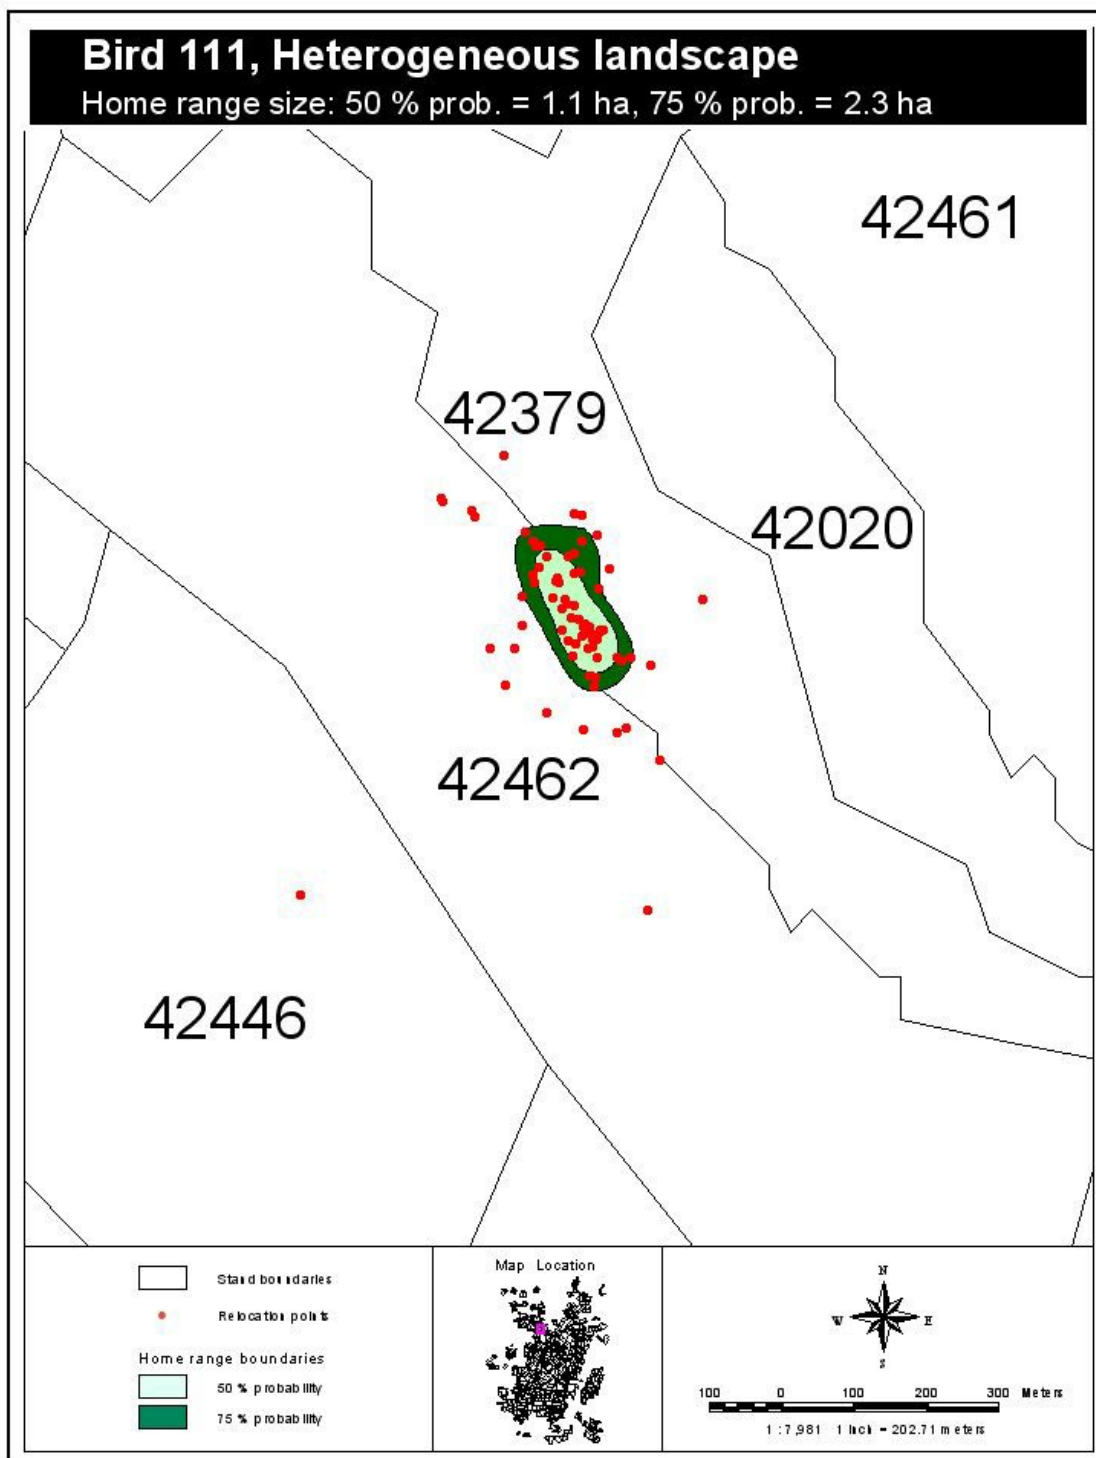 Bird 111, Heterogeneous landscape
Home range size: 50 % prob. = 1.1 ha, 75 % prob. = 2.3 ha
42461
42379
42020
42462
42446
Stand boundaries
Relocation points
Home range boundaries
50 % probability
75 % probability
Map Location
N
W E
S
100 0 100 200 300 Meters
1 : 7,981 1 Inch = 202.71 meters